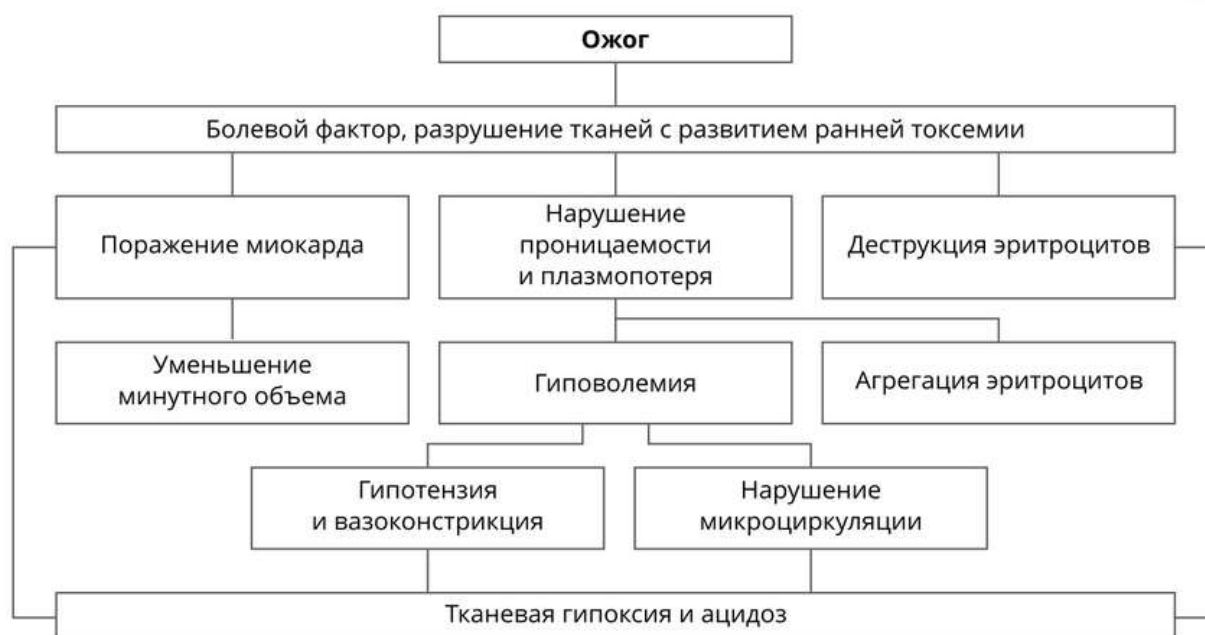 Ожог
Болевой фактор, разрушение тканей с развитием ранней токсемии
Поражение миокарда
Нарушение
проницаемости
и плазмопотеря
Деструкция эритроцитов
Уменьшение
минутного объема
Гиповолемия
Агрегация эритроцитов
Гипотензия
и вазоконстрикция
Нарушение
микроциркуляции
Тканевая гипоксия и ацидоз